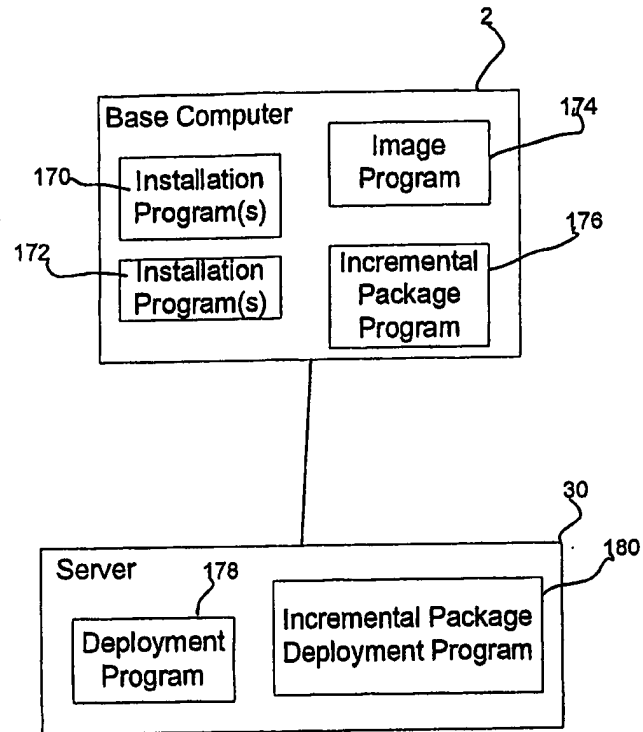 2
Base Computer
174
Image
Program
170
Installation
Program(s)
176
172
Installation
Program(s)
Incremental
Package
Program
30
Server
178
180
Deployment
Program
Incremental Package
Deployment Program